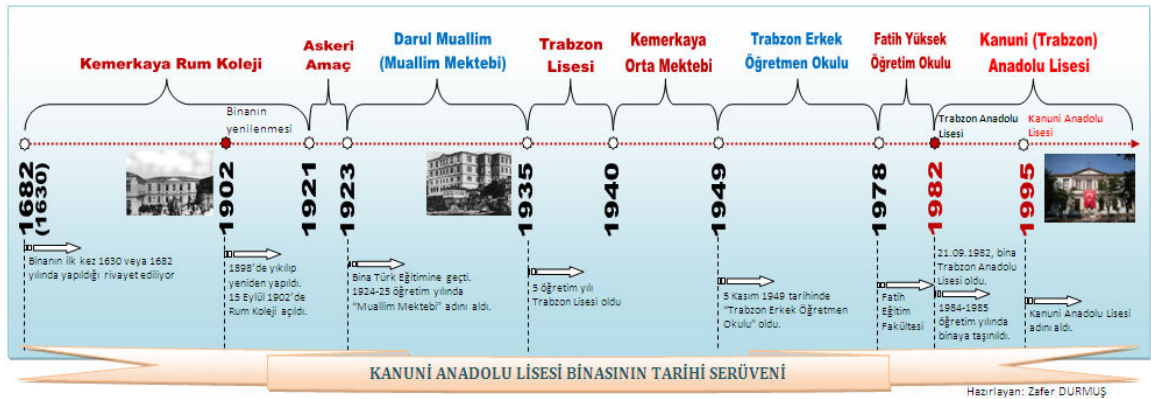 Kemerkaya Rum Koleji
Askeri
Amaç
Darul Muallim
(Muallim Mektebi)
Trabzon
Lisesi
Kemerkaya
Orta Mektebi
Trabzon Erkek
Öğretmen Okulu
Fatih Yüksek
Öğretim Okulu
Kanuni (Trabzon)
Anadolu Lisesi
Binanın
yenilenmesi
Trabzon Anadolu
Lisesi
Kanuni Anadolu
Lisesi
1682
(1630)
1902
1921
1923
1935
1940
1949
1978
1982
1995
Binanın ilk kez 1630 veya 1682
yılında yapıldığı rivayet ediliyor
1898’de yıkılıp
yeniden yapıldı.
15 Eylül 1902’de
Rum Koleji açıldı.
Bina Türk Eğitimine geçti.
1924-25 öğretim yılında
“Muallim Mektebi” adını aldı.
5 öğretim yılı
Trabzon Lisesi oldu
5 Kasım 1949 tarihinde
“Trabzon Erkek Öğretmen
Okulu” oldu.
Fatih
Eğitim
Fakültesi
21.09.1982, bina
Trabzon Anadolu
Lisesi oldu.
1984-1985
öğretim yılında
binaya taşınıldı.
Kanuni Anadolu Lisesi
adını aldı.
KANUNİ ANADOLU LİSESİ BİNASININ TARİHİ SERÜVENİ
Hazırlayan: Zafer DURMUŞ